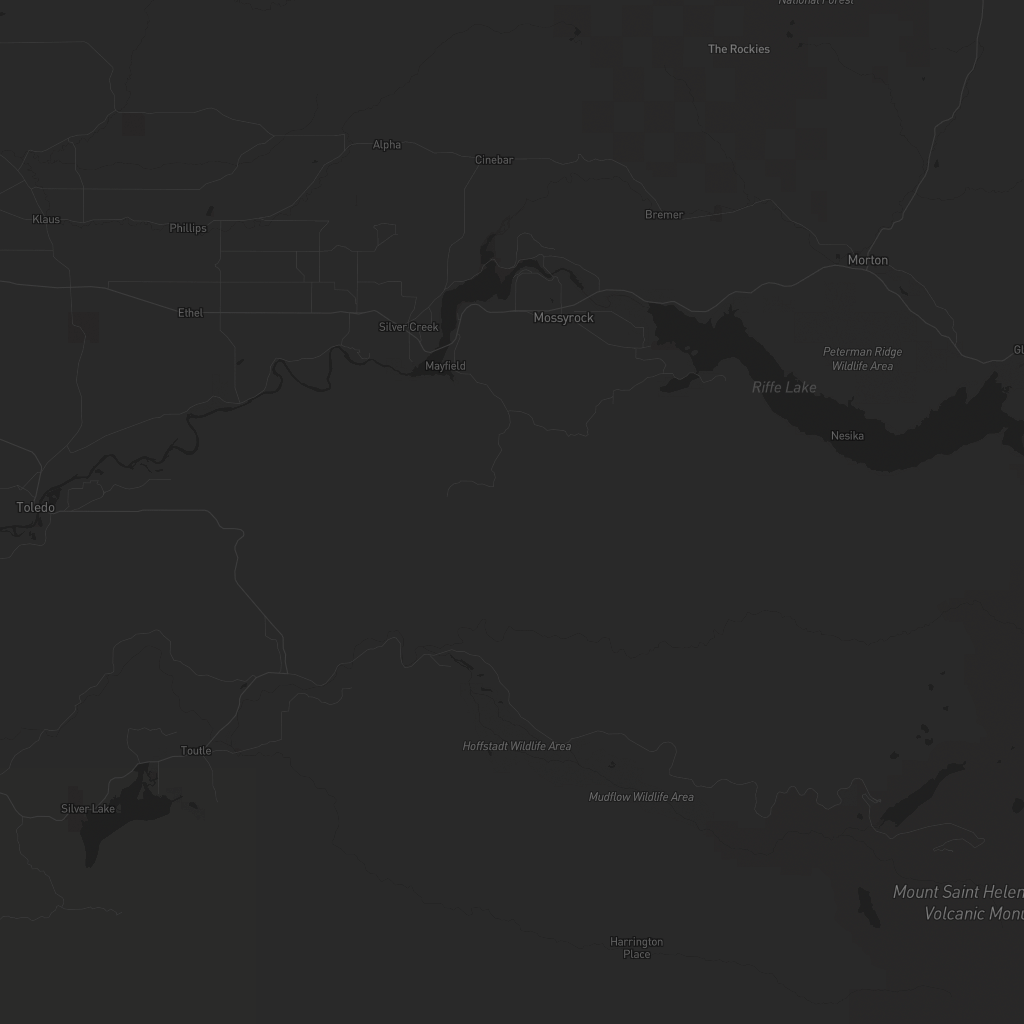 National Forest
The Rockies
Alpha
Cinebar
Klaus
Phillips
Bremer
Morton
Ethel
Silver Creek
Mossyrock
Peterman Ridge
Wildlife Area
Gl
Mayfield
Riffe Lake
Nesika
Toledo
Toutle
Hoffstadt Wildlife Area
Mudflow Wildlife Area
Silver Lake
Mount Saint Helen
Volcanic Monu
Harrington
Place